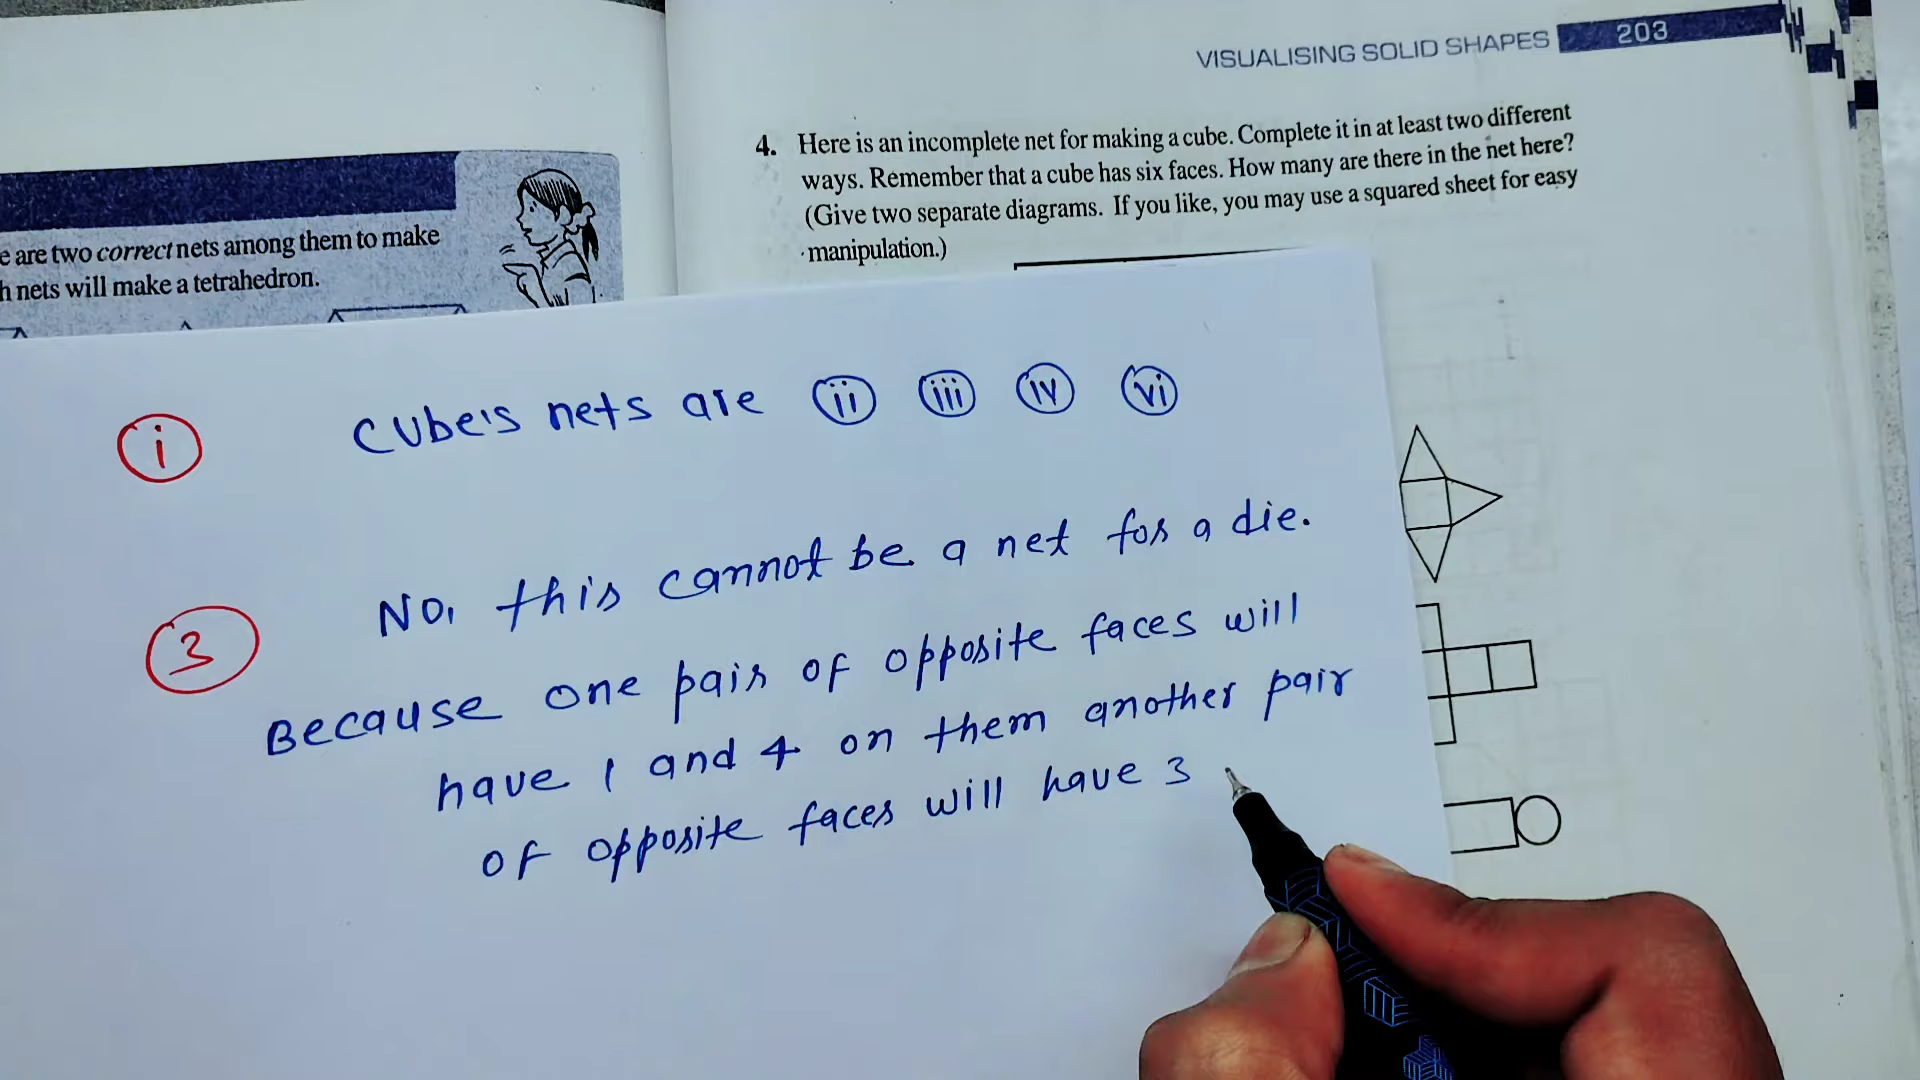 VISUALISING SOLID SHAPES 203
4. Here is an incomplete net for making a cube. Complete it in at least two different
ways. Remember that a cube has six faces. How many are there in the net here?
(Give two separate diagrams. If you like, you may use a squared sheet for easy
manipulation.)
e are two correct nets among them to make
h nets will make a tetrahedron.
i cube's nets are ii iii iv vi
3 No, this cannot be a net for a die.
Because one pair of opposite faces will
have 1 and 4 on them another pair
of opposite faces will have 3